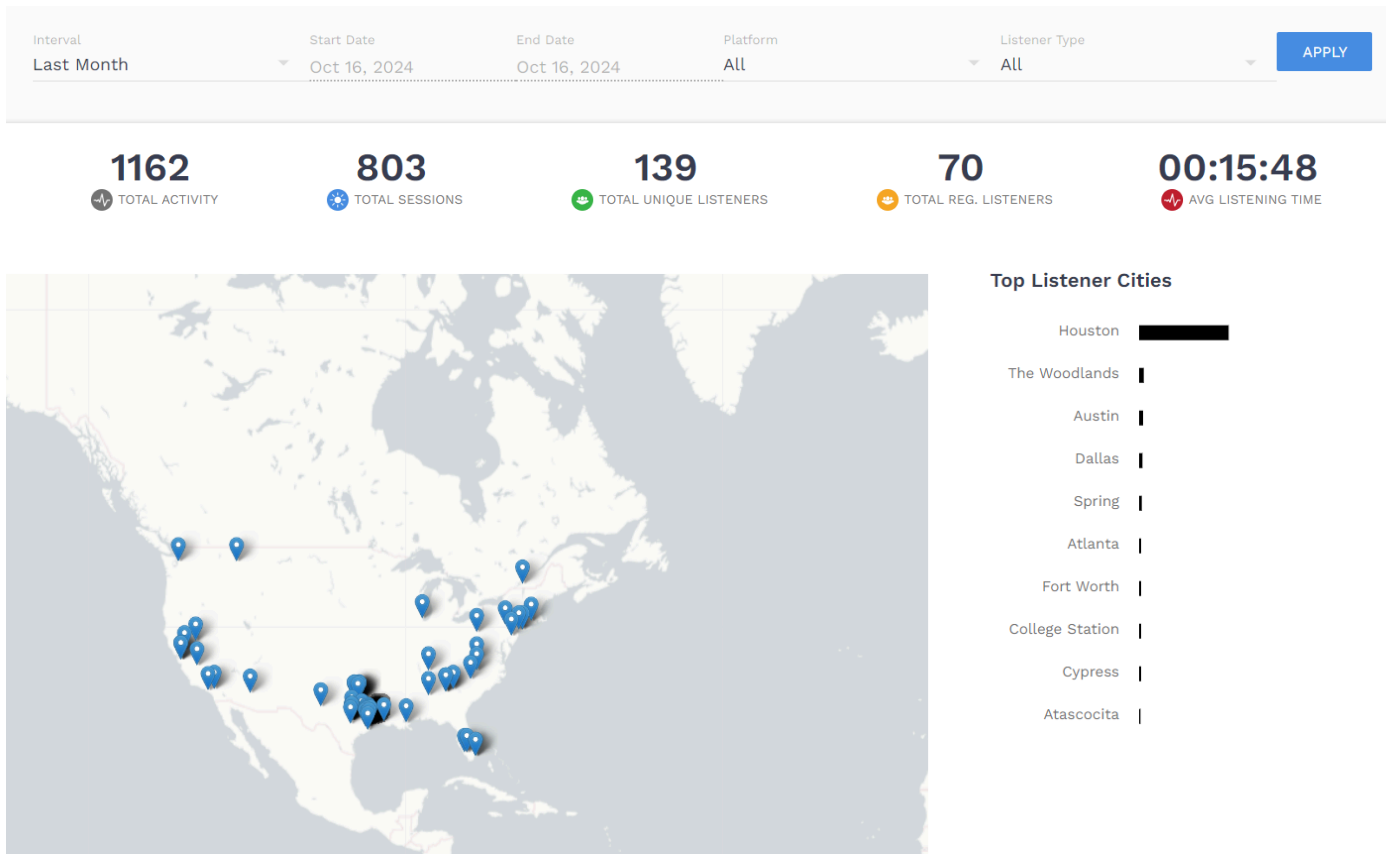 Interval
Last Month
Start Date
Oct 16, 2024
End Date
Oct 16, 2024
Platform
All
Listener Type
All
APPLY
1162
TOTAL ACTIVITY
803
TOTAL SESSIONS
139
TOTAL UNIQUE LISTENERS
70
TOTAL REG. LISTENERS
00:15:48
AVG LISTENING TIME
Top Listener Cities
Houston
The Woodlands
Austin
Dallas
Spring
Atlanta
Fort Worth
College Station
Cypress
Atascocita